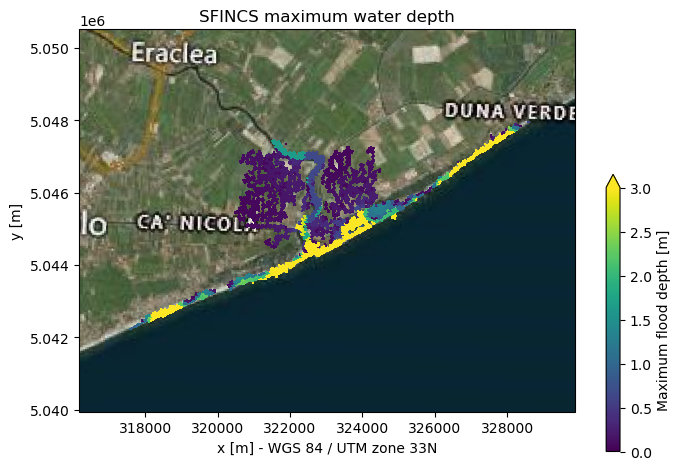 SFINCS maximum water depth
1e6
5.050
5.048
5.046
5.044
5.042
5.040
y [m]
Eraclea
DUNA VERDE
lo
CA' NICOLA
318000 320000 322000 324000 326000 328000
x [m] - WGS 84 / UTM zone 33N
3.0
2.5
2.0
1.5
1.0
0.5
0.0
Maximum flood depth [m]